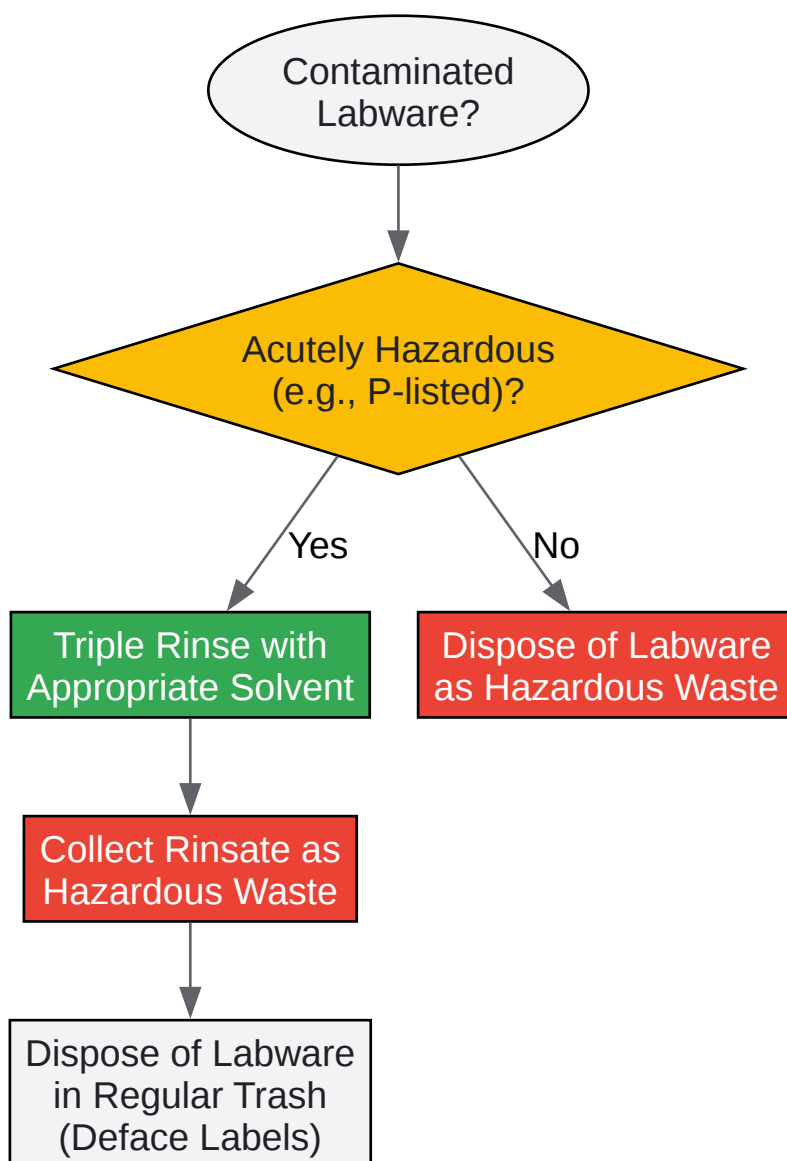 Contaminated
Labware?
Acutely Hazardous
(e.g., P-listed)?
Yes
No
Triple Rinse with
Appropriate Solvent
Dispose of Labware
as Hazardous Waste
Collect Rinsate as
Hazardous Waste
Dispose of Labware
in Regular Trash
(Deface Labels)